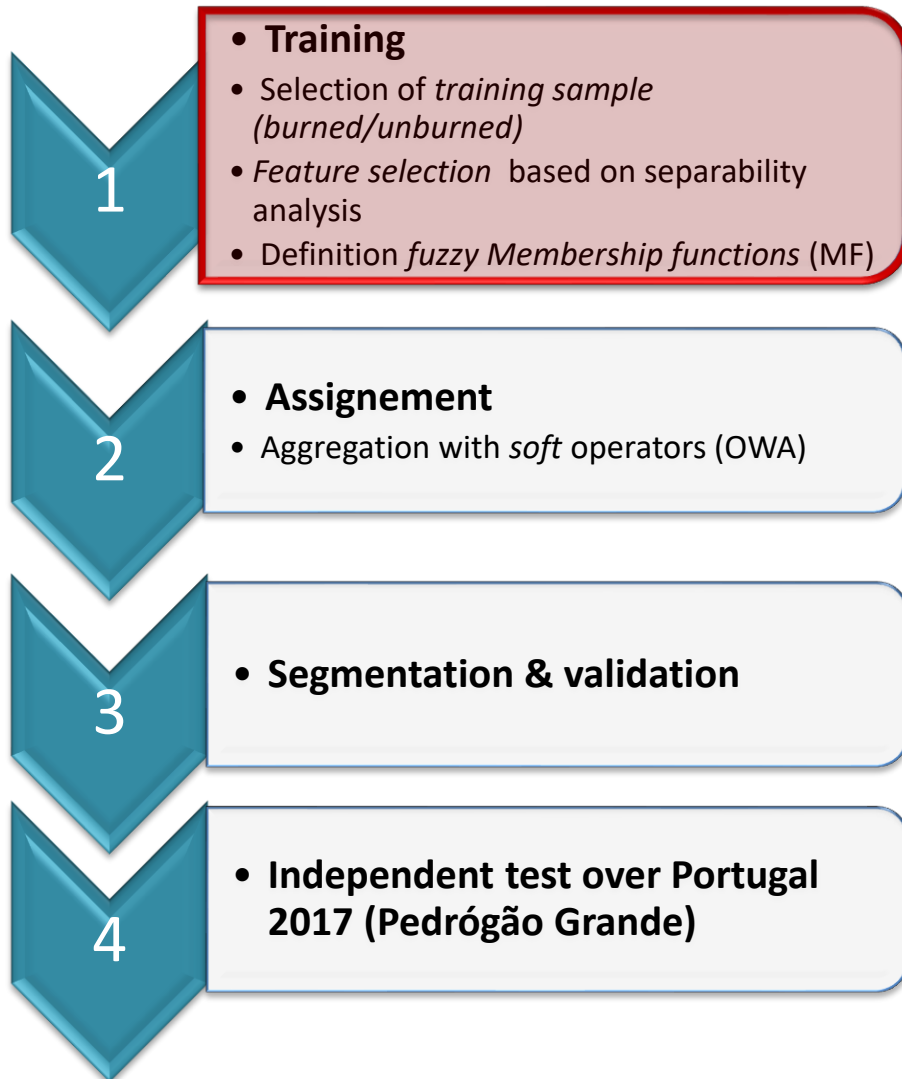 1
• Training
• Selection of training sample
(burned/unburned)
• Feature selection based on separability
analysis
• Definition fuzzy Membership functions (MF)
2
• Assignement
• Aggregation with soft operators (OWA)
3
• Segmentation & validation
4
• Independent test over Portugal
2017 (Pedrógão Grande)